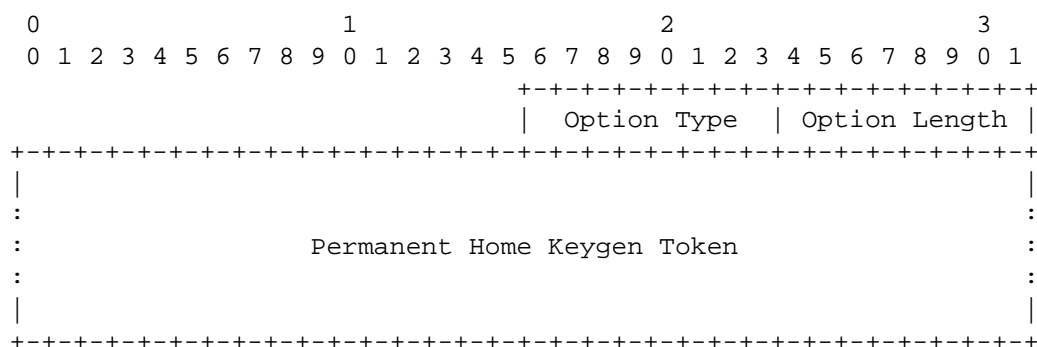 0                   1                   2                   3
 0 1 2 3 4 5 6 7 8 9 0 1 2 3 4 5 6 7 8 9 0 1 2 3 4 5 6 7 8 9 0 1
                                +-+-+-+-+-+-+-+-+-+-+-+-+-+-+-+-+
                                |  Option Type  | Option Length |
+-+-+-+-+-+-+-+-+-+-+-+-+-+-+-+-+-+-+-+-+-+-+-+-+-+-+-+-+-+-+-+-+
|                                                               |
:                                                               :
:                  Permanent Home Keygen Token                  :
:                                                               :
|                                                               |
+-+-+-+-+-+-+-+-+-+-+-+-+-+-+-+-+-+-+-+-+-+-+-+-+-+-+-+-+-+-+-+-+